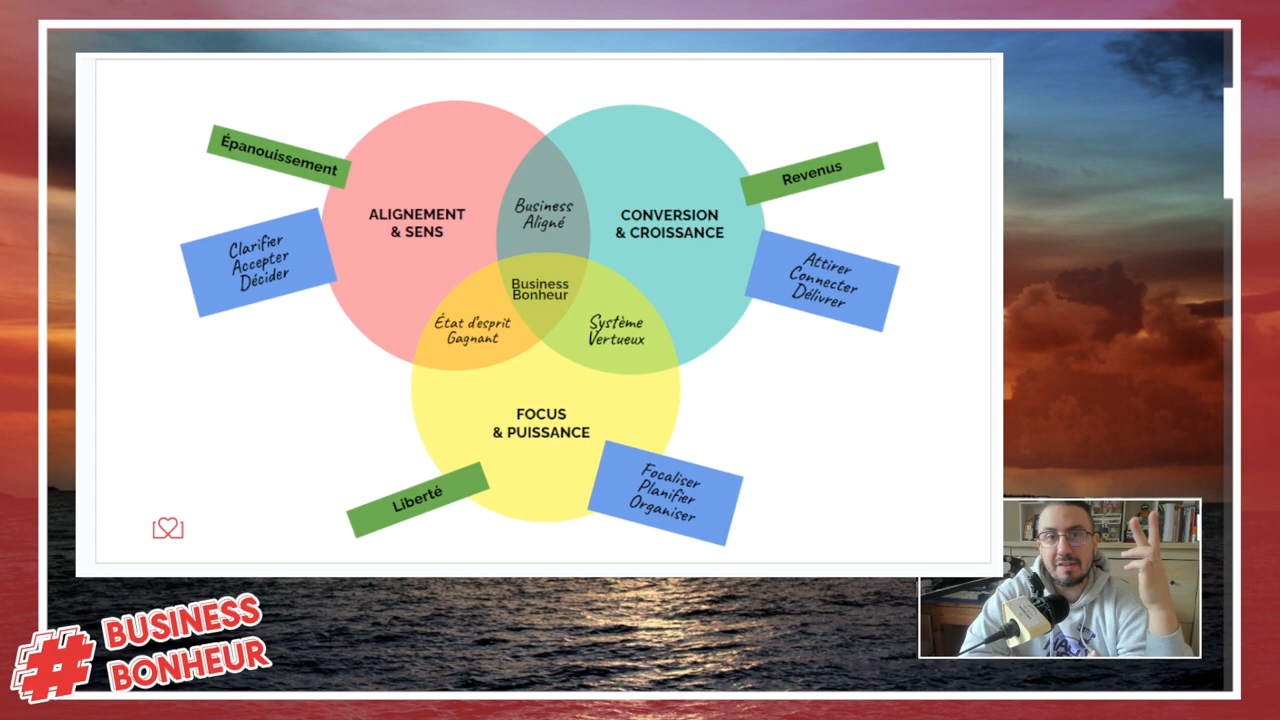 Épanouissement
Clarifier
Accepter
Décider
ALIGNEMENT
& SENS
Business
Aligné
CONVERSION
& CROISSANCE
Revenus
Attirer
Connecter
Délivrer
Business
Bonheur
État d'esprit
Gagnant
Système
Vertueux
FOCUS
& PUISSANCE
Liberté
Focaliser
Planifier
Organiser
#BUSINESS
BONHEUR